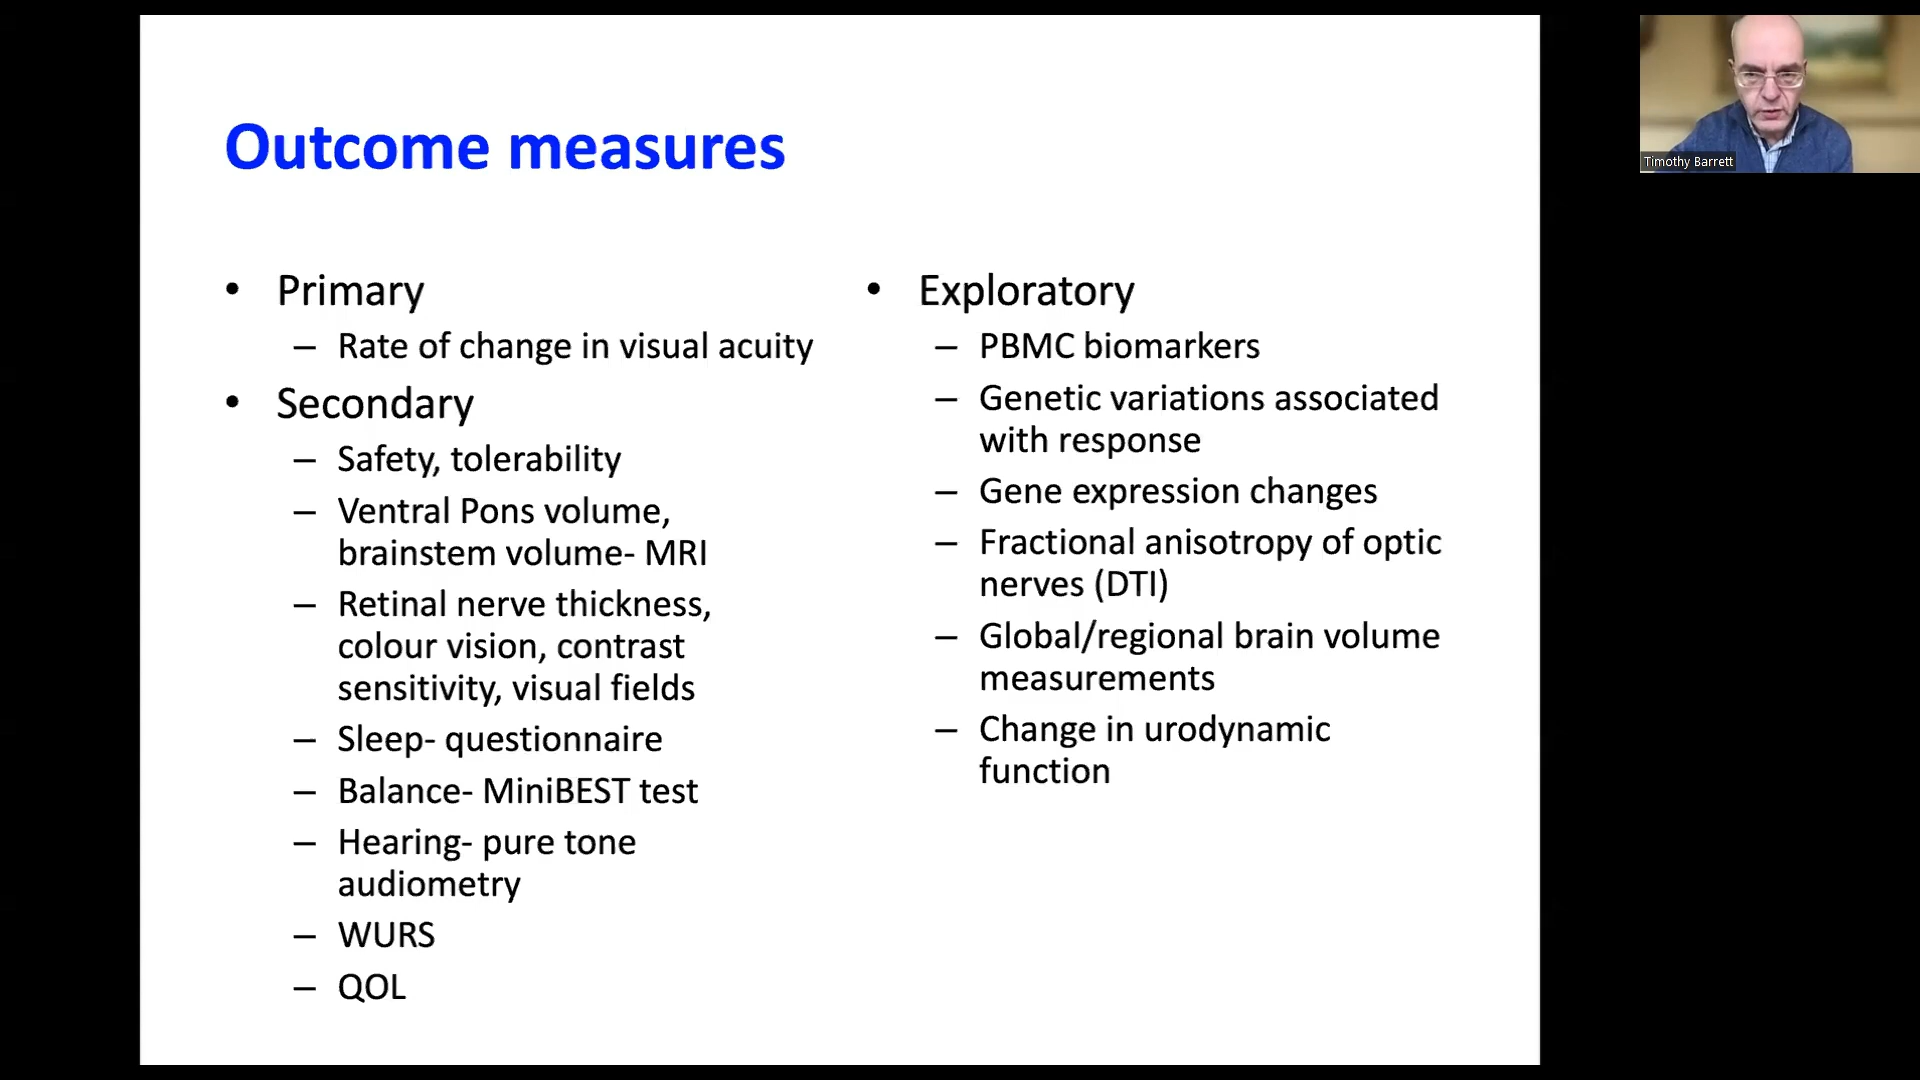 Outcome measures
• Primary
– Rate of change in visual acuity
• Secondary
– Safety, tolerability
– Ventral Pons volume,
brainstem volume- MRI
– Retinal nerve thickness,
colour vision, contrast
sensitivity, visual fields
– Sleep- questionnaire
– Balance- MiniBEST test
– Hearing- pure tone
audiometry
– WURS
– QOL
• Exploratory
– PBMC biomarkers
– Genetic variations associated
with response
– Gene expression changes
– Fractional anisotropy of optic
nerves (DTI)
– Global/regional brain volume
measurements
– Change in urodynamic
function
Timothy Barrett